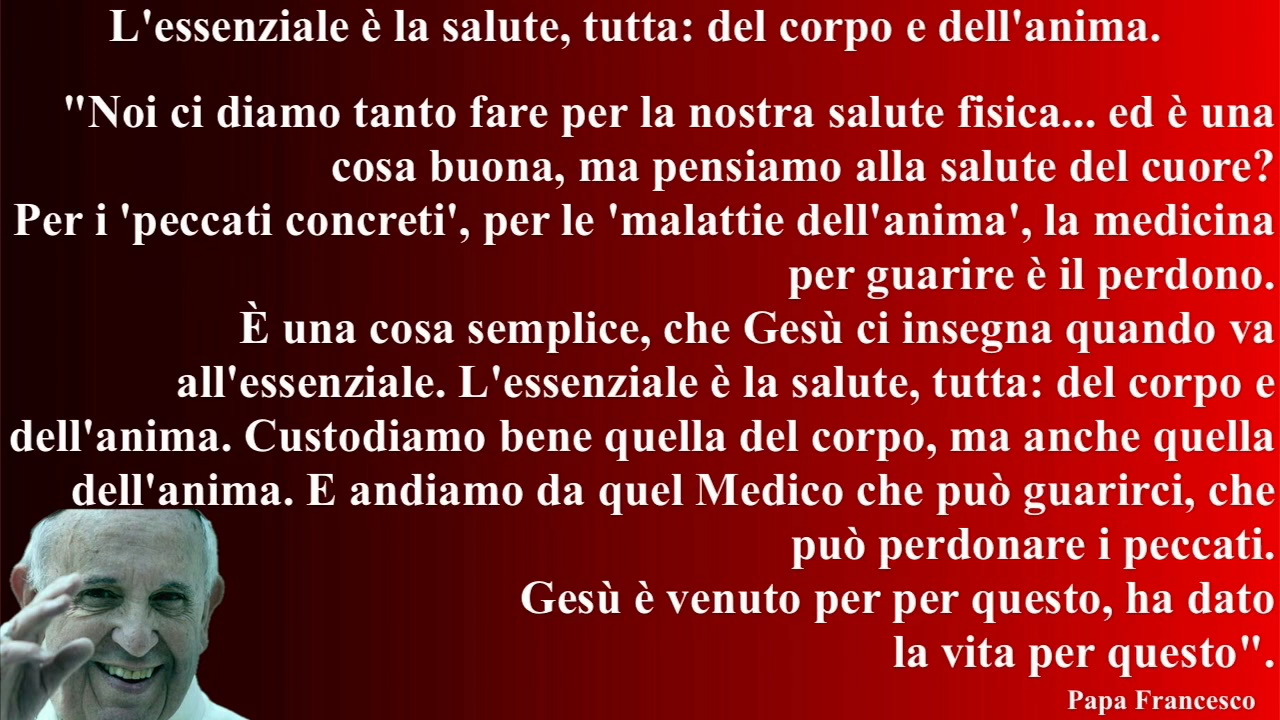 L'essenziale è la salute, tutta: del corpo e dell'anima.
"Noi ci diamo tanto fare per la nostra salute fisica... ed è una
cosa buona, ma pensiamo alla salute del cuore?
Per i 'peccati concreti', per le 'malattie dell'anima', la medicina
per guarire è il perdono.
È una cosa semplice, che Gesù ci insegna quando va
all'essenziale. L'essenziale è la salute, tutta: del corpo e
dell'anima. Custodiamo bene quella del corpo, ma anche quella
dell'anima. E andiamo da quel Medico che può guarirci, che
può perdonare i peccati.
Gesù è venuto per per questo, ha dato
la vita per questo".
Papa Francesco